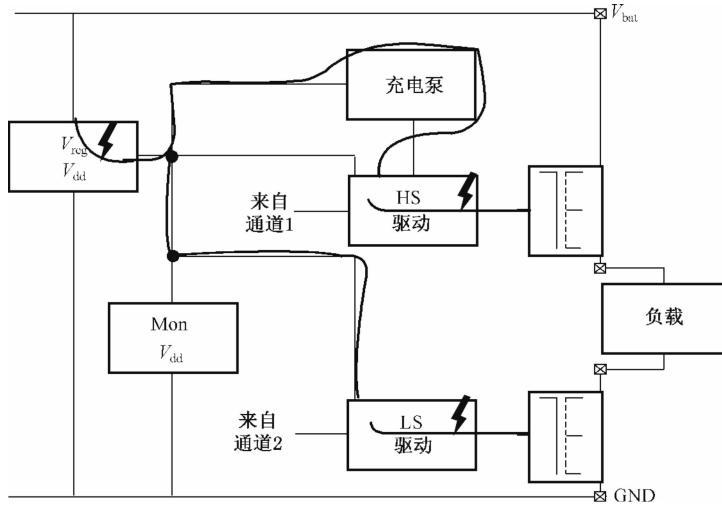 Vbat
充电泵
Vreg
Vdd
来自
通道1
HS
驱动
负载
Mon
Vdd
来自
通道2
LS
驱动
GND